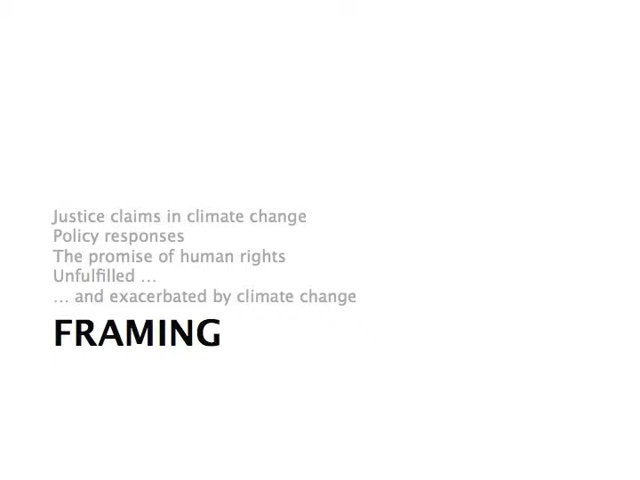 Justice claims in climate change
Policy responses
The promise of human rights
Unfulfilled …
… and exacerbated by climate change
FRAMING